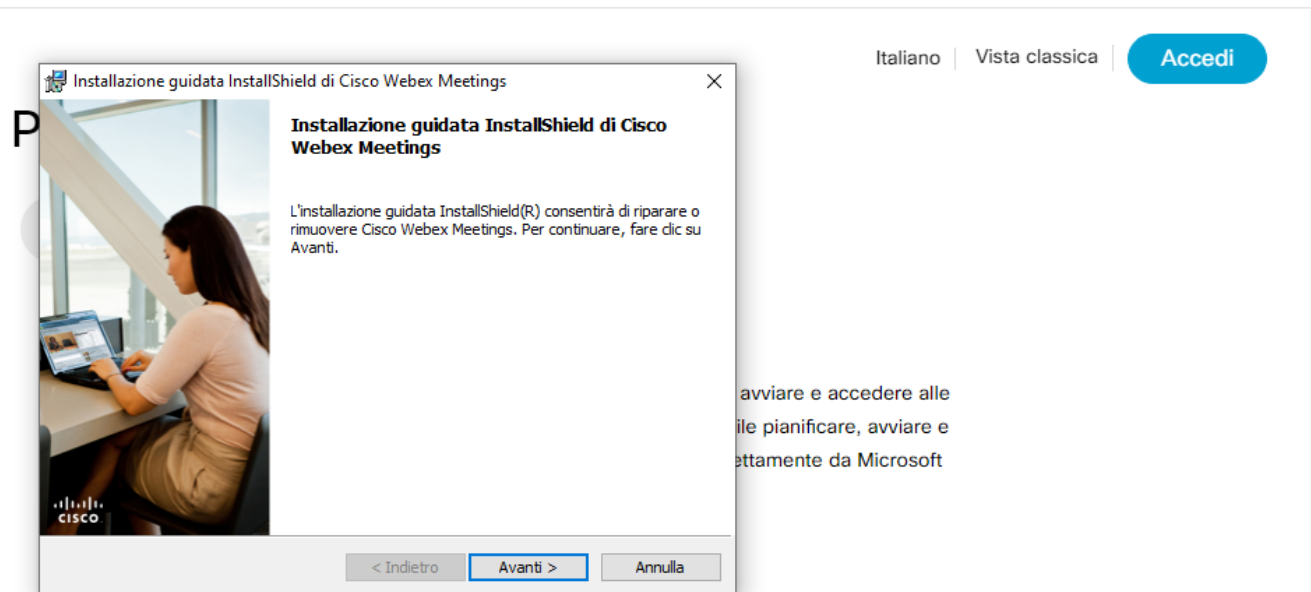 Italiano
Vista classica
Accedi
Installazione guidata InstallShield di Cisco Webex Meetings
P
Installazione guidata InstallShield di Cisco
Webex Meetings
L'installazione guidata InstallShield(R) consentirà di riparare o
rimuovere Cisco Webex Meetings. Per continuare, fare clic su
Avanti.
avviare e accedere alle
ile pianificare, avviare e
ettamente da Microsoft
CISCO
< Indietro
Avanti >
Annulla